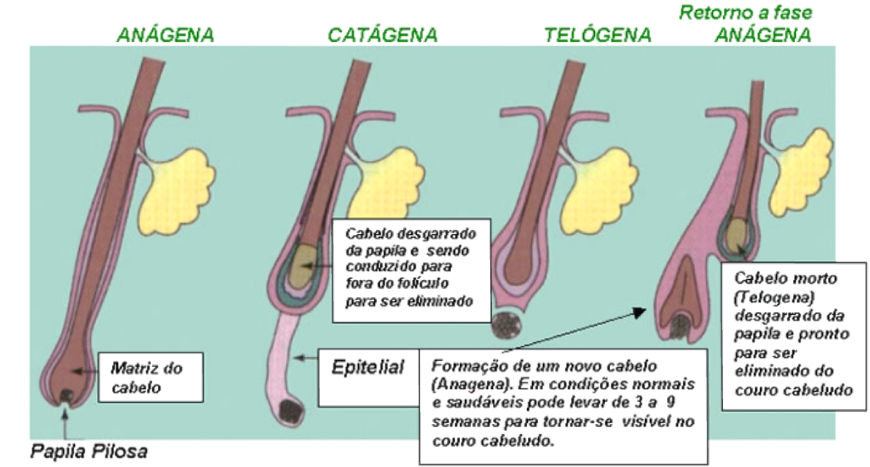 ANÁGENA
CATÁGENA
TELÓGENA
Retorno a fase
ANÁGENA
Cabelo desgarrado
da papila e sendo
conduzido para
fora do folículo
para ser eliminado
Cabelo morto
(Telogena)
desgarrado da
papila e pronto
para ser
eliminado do
couro cabeludo
Matriz do
cabelo
Epitelial
Formação de um novo cabelo
(Anagena). Em condições normais
e saudáveis pode levar de 3 a 9
semanas para tornar-se visível no
couro cabeludo.
Papila Pilosa